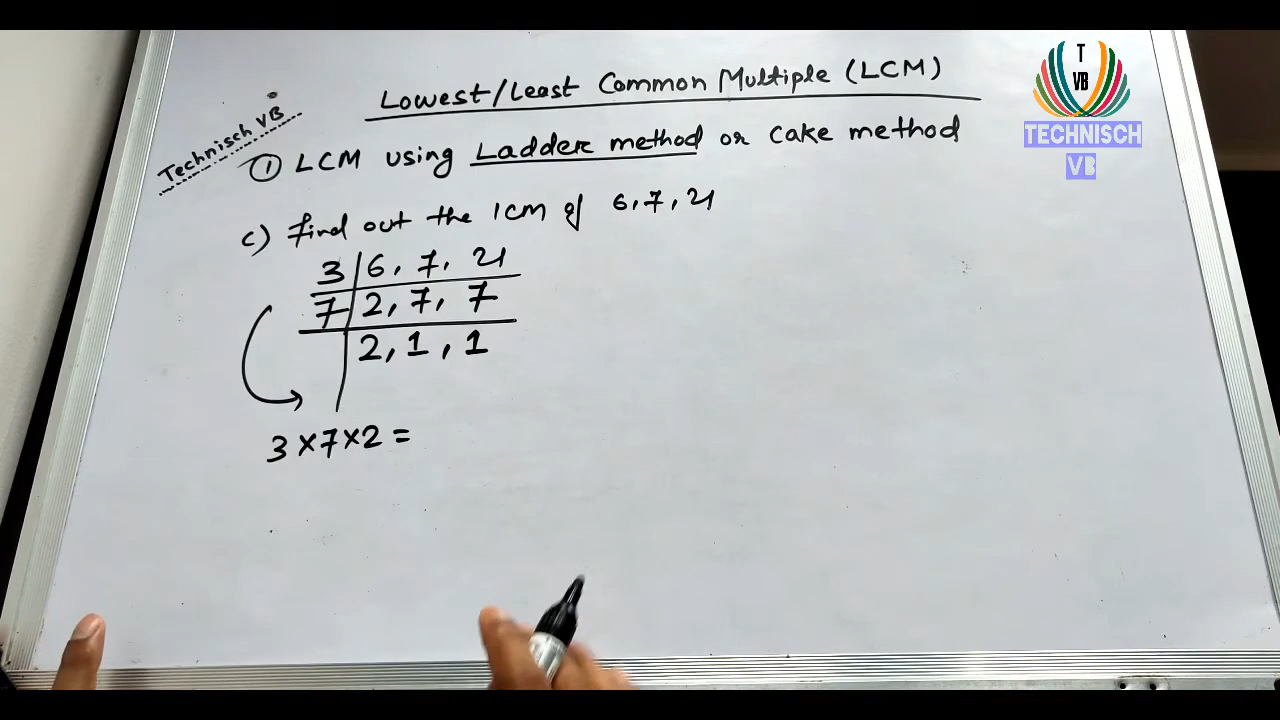 Lowest/Least Common Multiple (LCM)
Technisch VB
① LCM using Ladder method or cake method
c) find out the lcm of 6, 7, 21
3 | 6, 7, 21
7 | 2, 7, 7
2, 1, 1
3 × 7 × 2 =
T
VB
TECHNISCH
VB